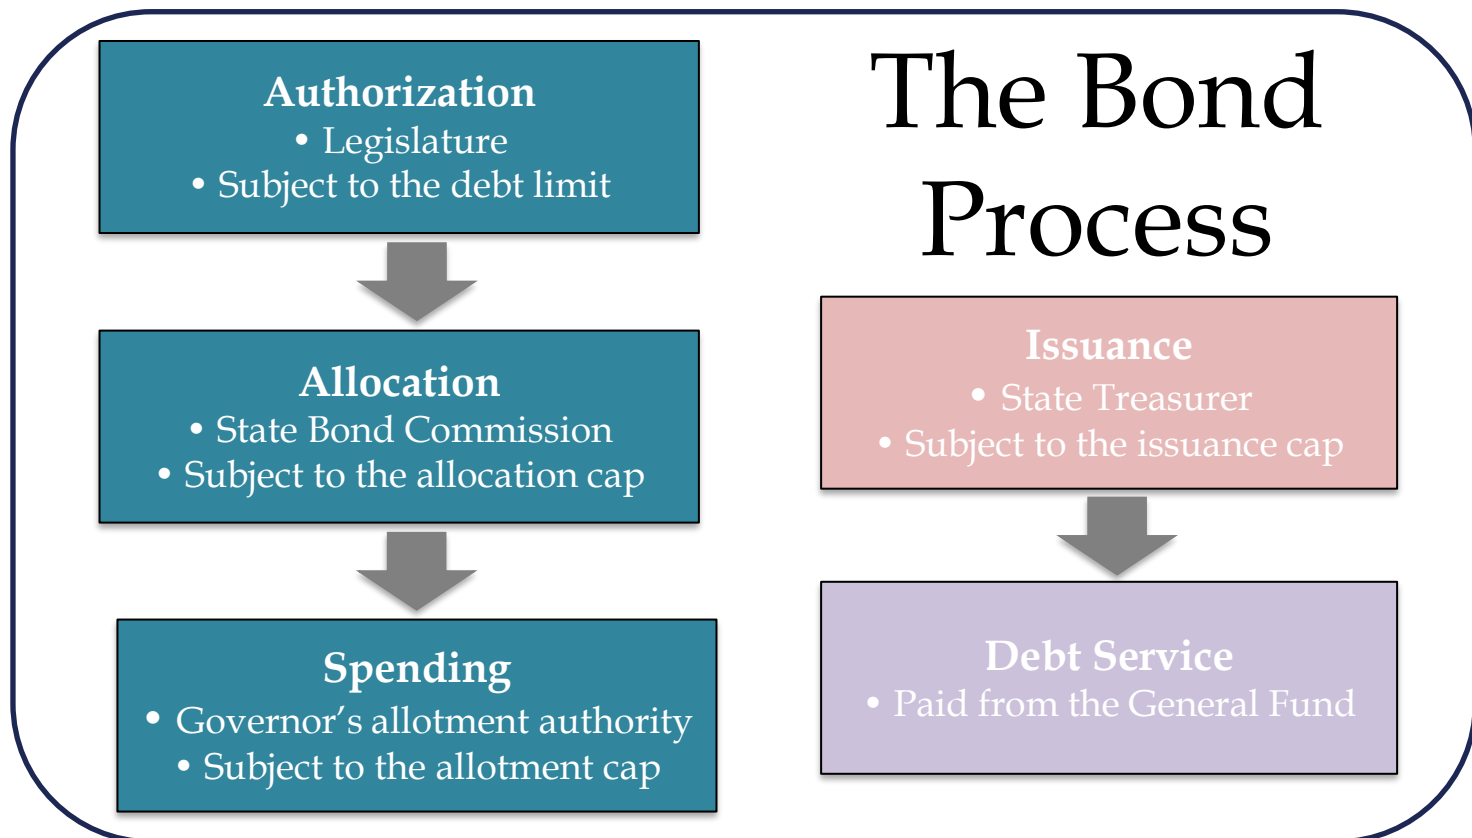 The Bond
Process
Authorization
• Legislature
• Subject to the debt limit
Allocation
• State Bond Commission
• Subject to the allocation cap
Spending
• Governor’s allotment authority
• Subject to the allotment cap
Issuance
• State Treasurer
• Subject to the issuance cap
Debt Service
• Paid from the General Fund